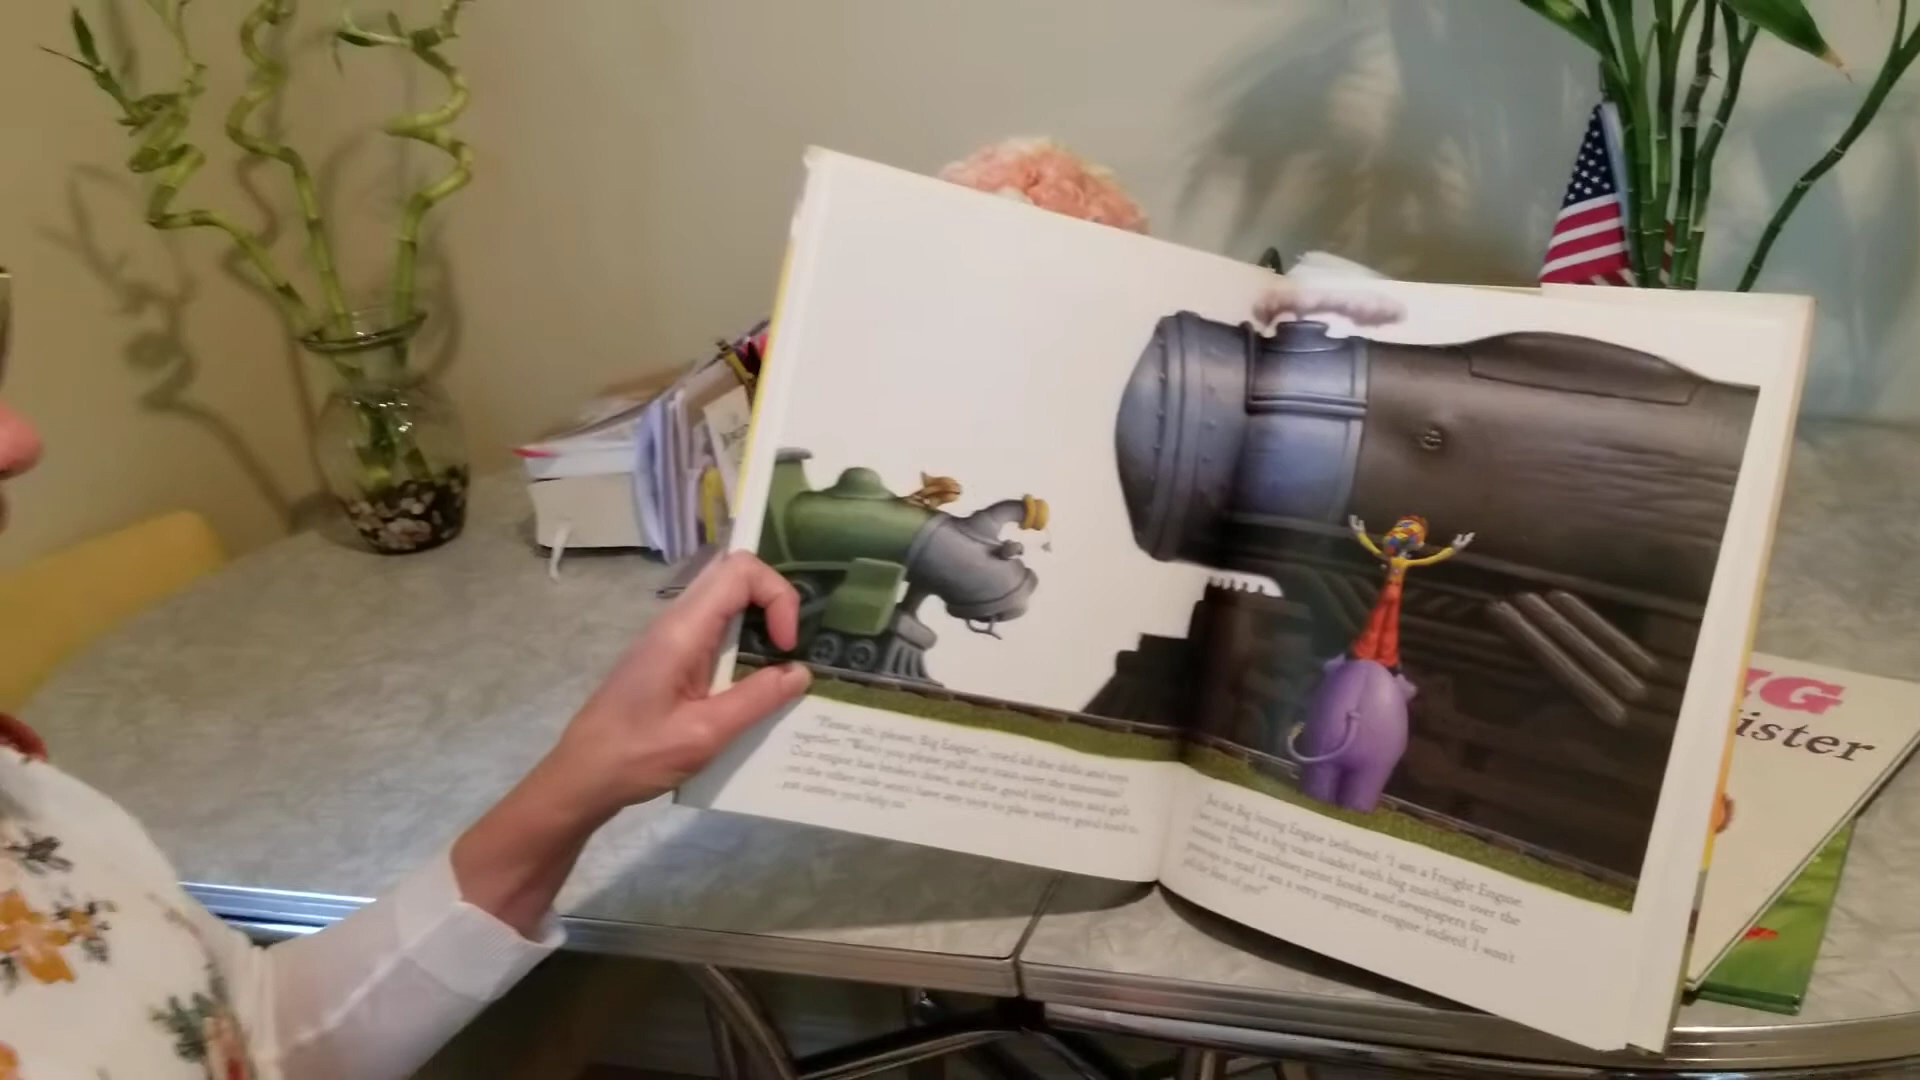 "Please, oh, please, Big Engine," cried all the dolls and toys
together. "Won't you please pull our train over the mountain?
Our engine has broken down, and the good little boys and girls
on the other side won't have any toys to play with or good food to
eat unless you help us."
But the Big Strong Engine bellowed: "I am a Freight Engine.
I have just pulled a big train loaded with big machines over the
mountain. These machines print books and newspapers for
grown-ups to read. I am a very important engine indeed. I won't
pull the likes of you!"
IG
ister